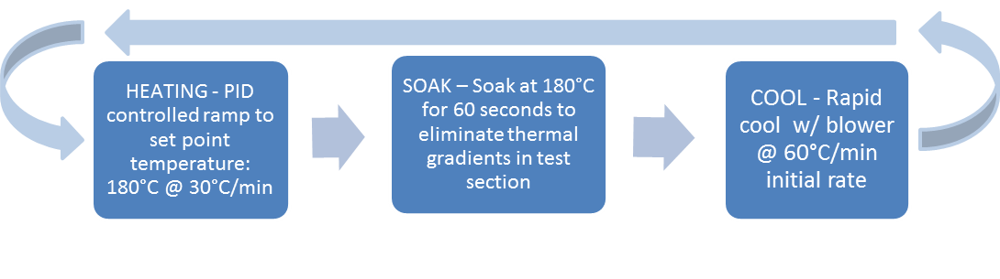 HEATING - PID
controlled ramp to
set point
temperature:
180°C @ 30°C/min
SOAK – Soak at 180°C
for 60 seconds to
eliminate thermal
gradients in test
section
COOL - Rapid
cool  w/ blower
@ 60°C/min
initial rate